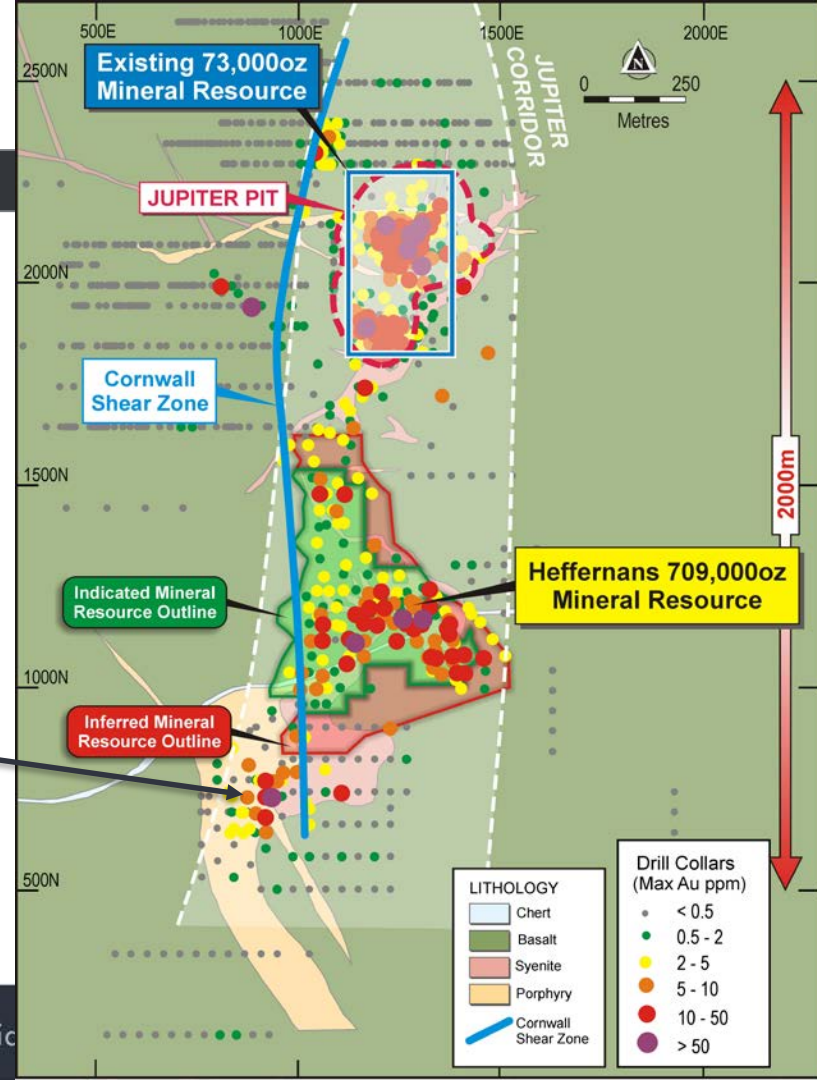 500E
1000E
1500E
2000E
2500N
2000N
1500N
1000N
500N
Existing 73,000oz
Mineral Resource
JUPITER
CORRIDOR
N
0 250
Metres
JUPITER PIT
Cornwall
Shear Zone
2000m
Heffernans 709,000oz
Mineral Resource
Indicated Mineral
Resource Outline
Inferred Mineral
Resource Outline
LITHOLOGY
Chert
Basalt
Syenite
Porphyry
Cornwall
Shear Zone
Drill Collars
(Max Au ppm)
< 0.5
0.5 - 2
2 - 5
5 - 10
10 - 50
> 50